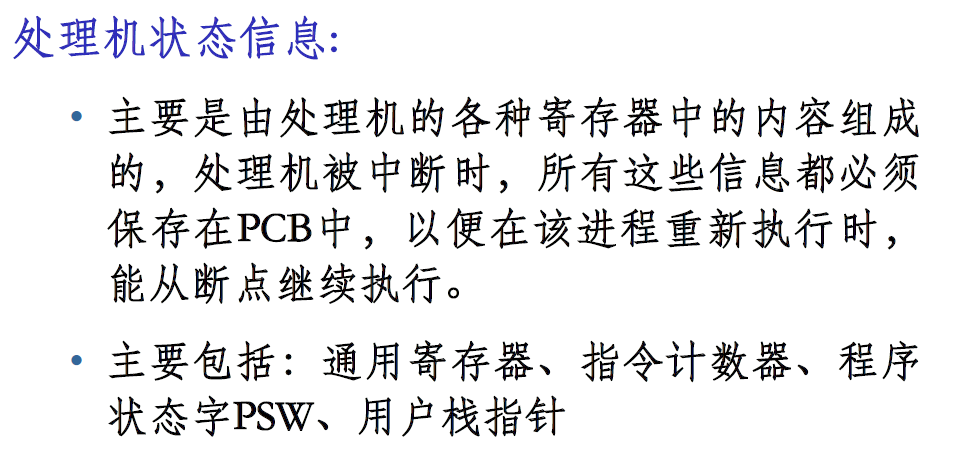 处理机状态信息:
• 主要是由处理机的各种寄存器中的内容组成
的，处理机被中断时，所有这些信息都必须
保存在PCB中，以便在该进程重新执行时，
能从断点继续执行。
• 主要包括：通用寄存器、指令计数器、程序
状态字PSW、用户栈指针